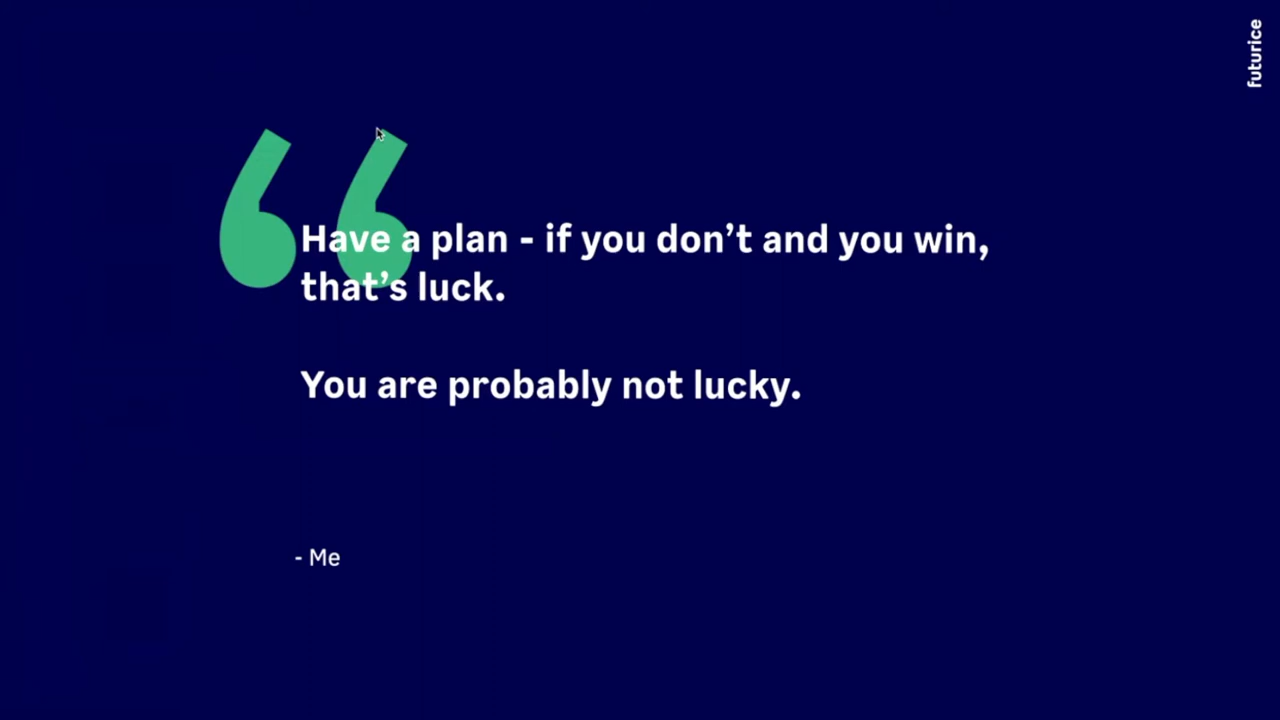 futurice
Have a plan - if you don’t and you win,
that’s luck.
You are probably not lucky.
- Me